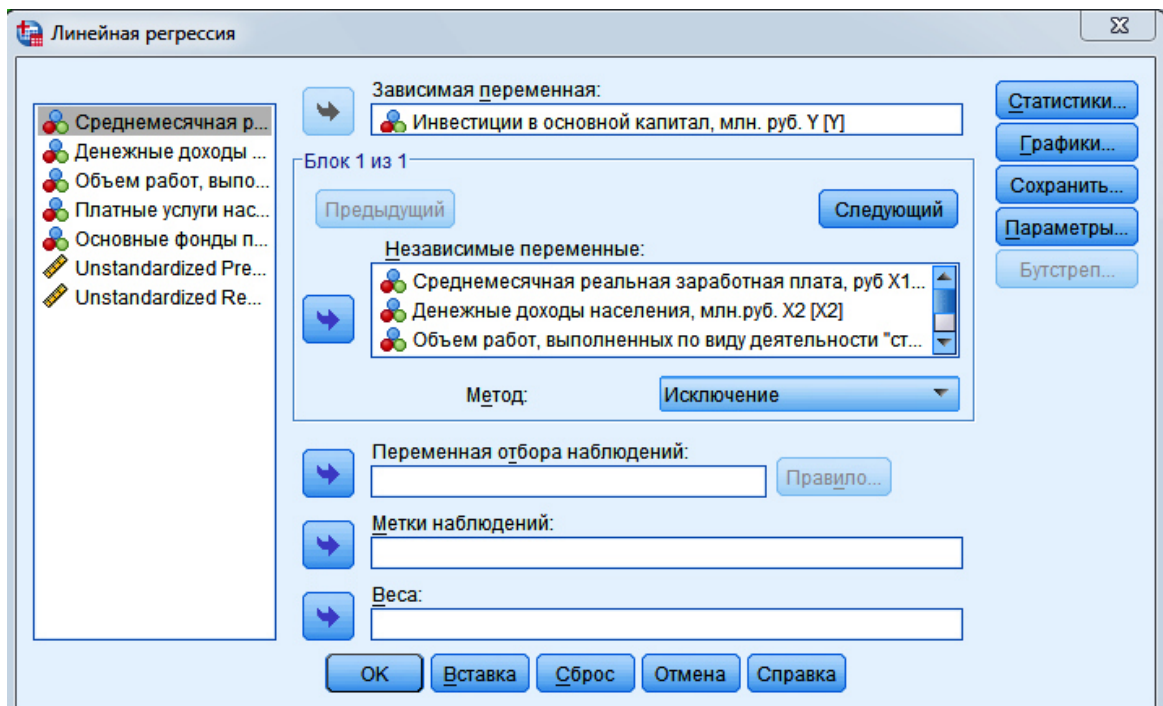 Линейная регрессия
Среднемесячная р...
Денежные доходы ...
Объем работ, выпо...
Платные услуги нас...
Основные фонды п...
Unstandardized Pre...
Unstandardized Re...
Зависимая переменная:
Инвестиции в основной капитал, млн. руб. Y [Y]
Блок 1 из 1
Предыдущий
Следующий
Независимые переменные:
Среднемесячная реальная заработная плата, руб X1...
Денежные доходы населения, млн.руб. X2 [X2]
Объем работ, выполненных по виду деятельности "ст...
Метод:
Исключение
Переменная отбора наблюдений:
Правило...
Метки наблюдений:
Веса:
Статистики...
Графики...
Сохранить...
Параметры...
Бутстреп...
OK
Вставка
Сброс
Отмена
Справка